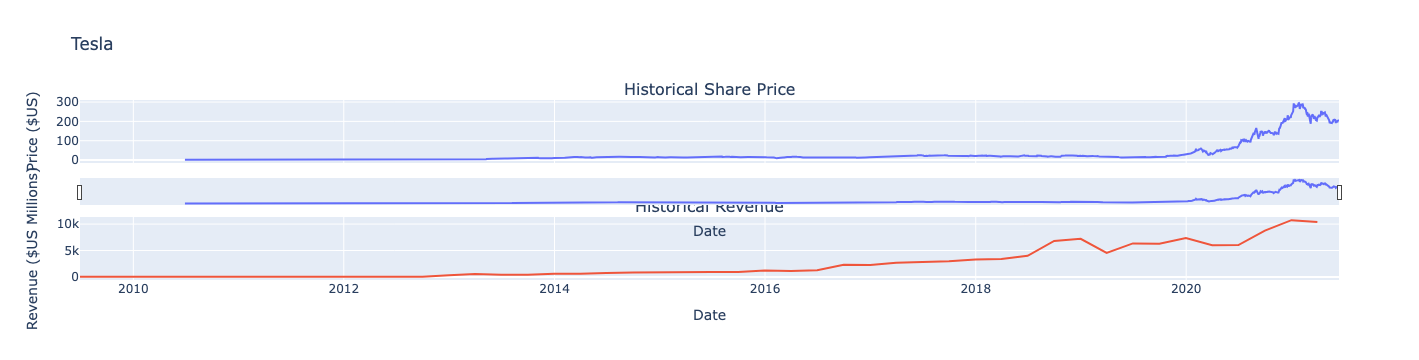 Tesla
Historical Share Price
Price ($US)
300
200
100
0
Historical Revenue
Date
Revenue ($US Millions)
10k
5k
0
2010 2012 2014 2016 2018 2020
Date